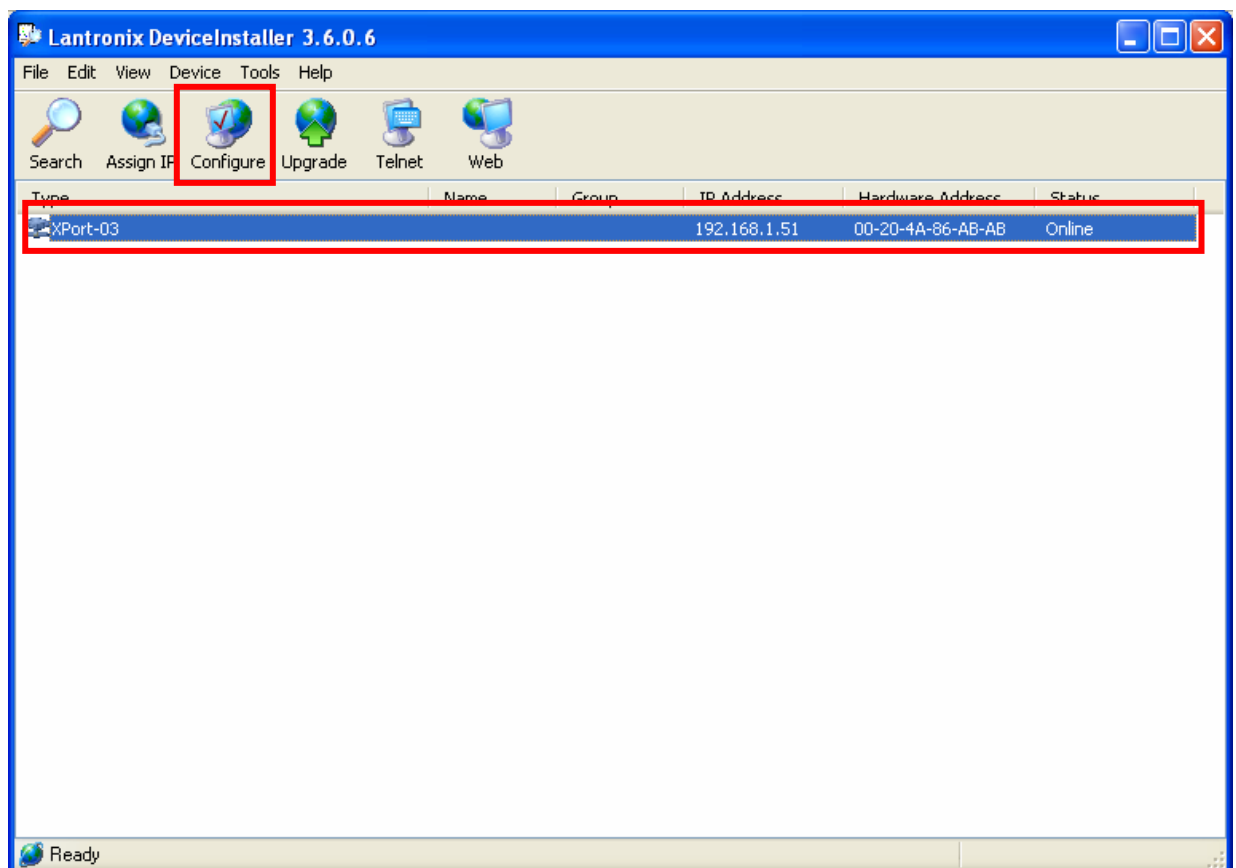 Lantronix DeviceInstaller 3.6.0.6
File Edit View Device Tools Help
Search Assign IP Configure Upgrade Telnet Web
Type Name Group IP Address Hardware Address Status
XPort-03 192.168.1.51 00-20-4A-86-AB-AB Online
Ready